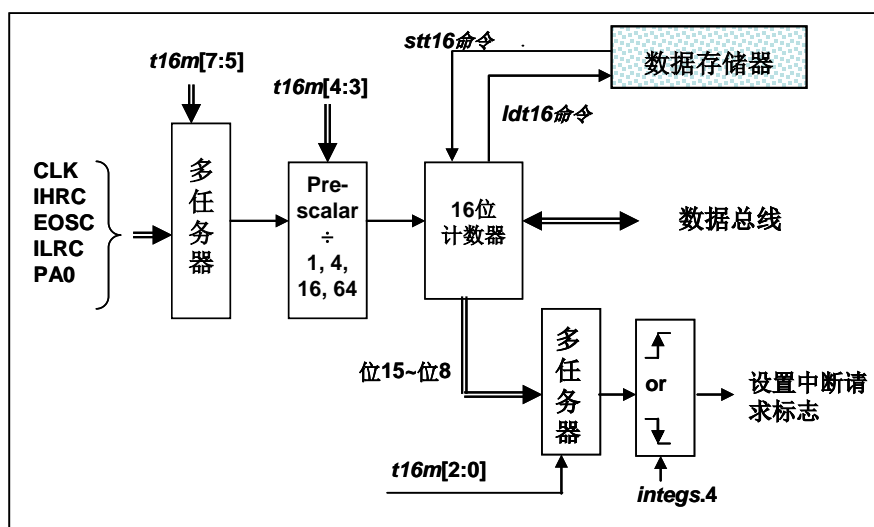 stt16命令
数据存储器
t16m[7:5]
t16m[4:3]
ldt16命令
CLK
IHRC
EOSC
ILRC
PA0
多
任
务
器
Pre-
scalar
÷
1, 4,
16, 64
16位
计数器
数据总线
位15~位8
多
任
务
器
or
设置中断请
求标志
t16m[2:0]
integs.4